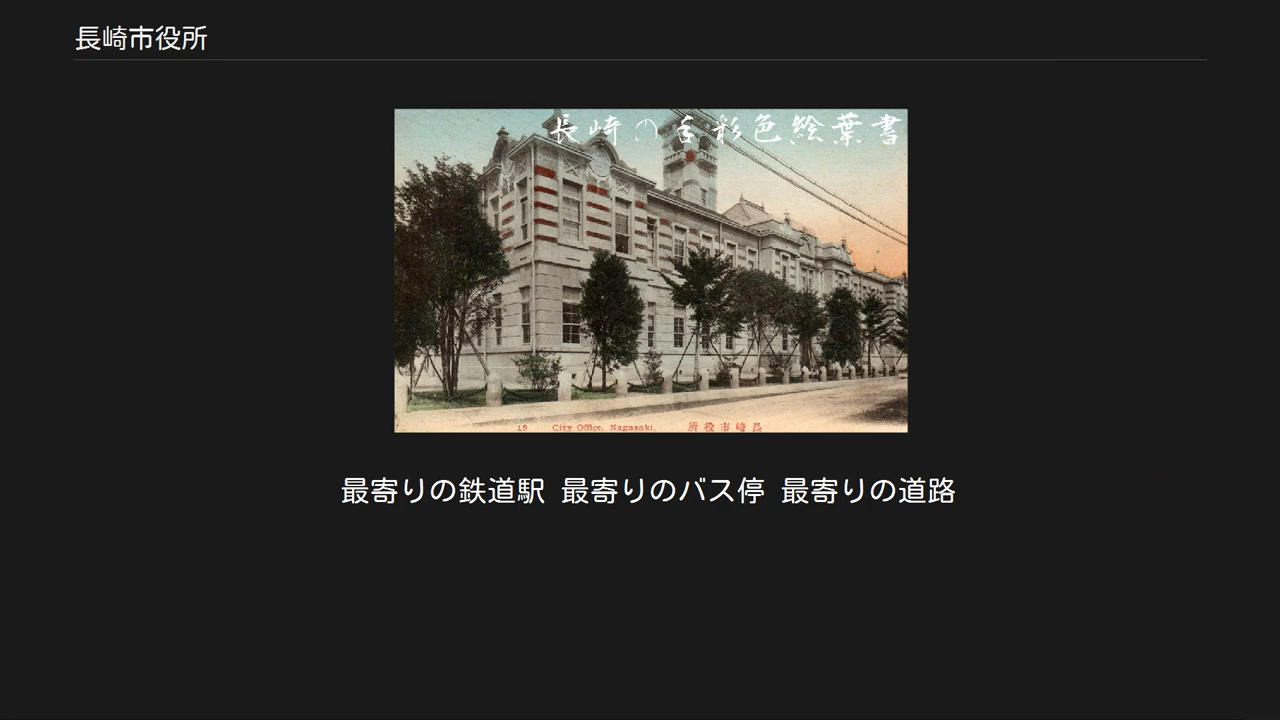 長崎市役所
長崎の手彩色絵葉書
19 City Office, Nagasaki. 所役市崎長
最寄りの鉄道駅 最寄りのバス停 最寄りの道路